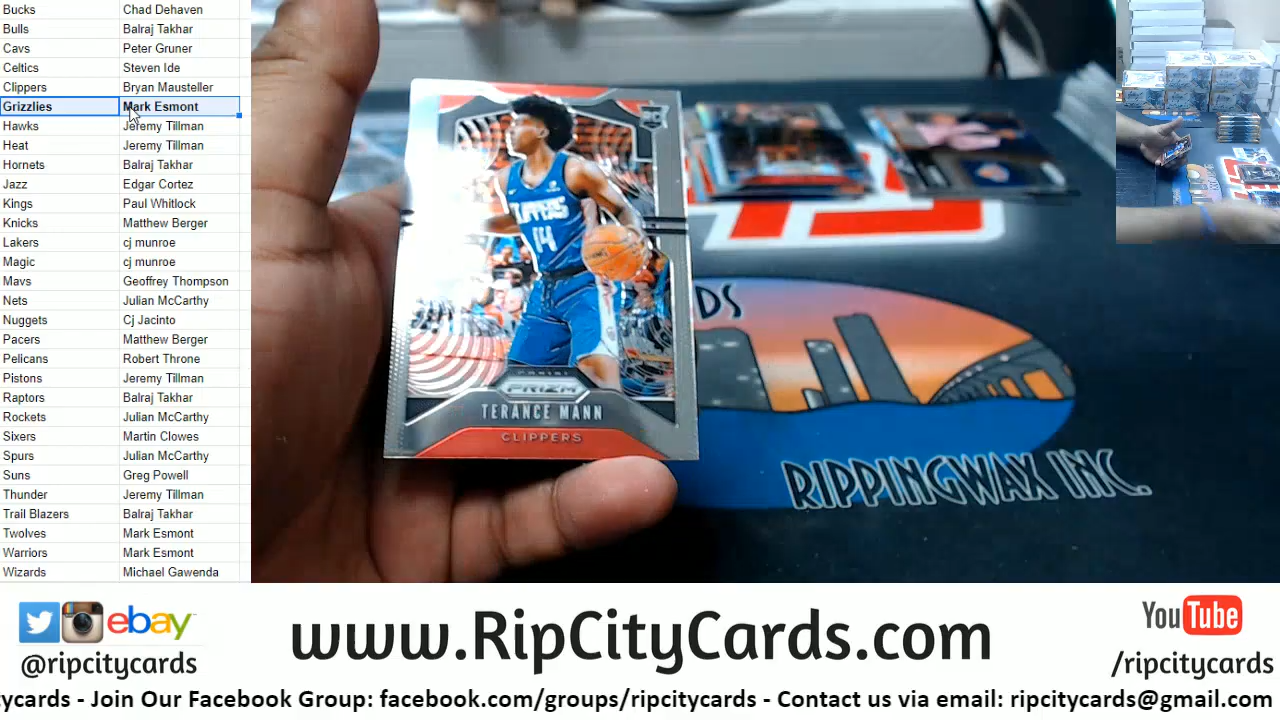 Bucks Chad Dehaven
Bulls Balraj Takhar
Cavs Peter Gruner
Celtics Steven Ide
Clippers Bryan Mausteller
Grizzlies Mark Esmont
Hawks Jeremy Tillman
Heat Jeremy Tillman
Hornets Balraj Takhar
Jazz Edgar Cortez
Kings Paul Whitlock
Knicks Matthew Berger
Lakers cj munroe
Magic cj munroe
Mavs Geoffrey Thompson
Nets Julian McCarthy
Nuggets Cj Jacinto
Pacers Matthew Berger
Pelicans Robert Throne
Pistons Jeremy Tillman
Raptors Balraj Takhar
Rockets Julian McCarthy
Sixers Martin Clowes
Spurs Julian McCarthy
Suns Greg Powell
Thunder Jeremy Tillman
Trail Blazers Balraj Takhar
Twolves Mark Esmont
Warriors Mark Esmont
Wizards Michael Gawenda
RC
CLIPPERS
14
PANINI
PRIZM
TERANCE MANN
CLIPPERS
RIPPINGWAX INC.
ebay
@ripcitycards
www.RipCityCards.com
YouTube
/ripcitycards
cards - Join Our Facebook Group: facebook.com/groups/ripcitycards - Contact us via email: ripcitycards@gmail.com